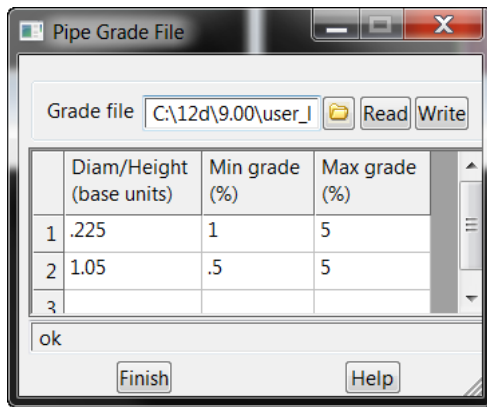 Pipe Grade File
Grade file C:\12d\9.00\user_l Read Write
Diam/Height (base units) Min grade (%) Max grade (%)
1 .225 1 5
2 1.05 .5 5
3
ok
Finish Help